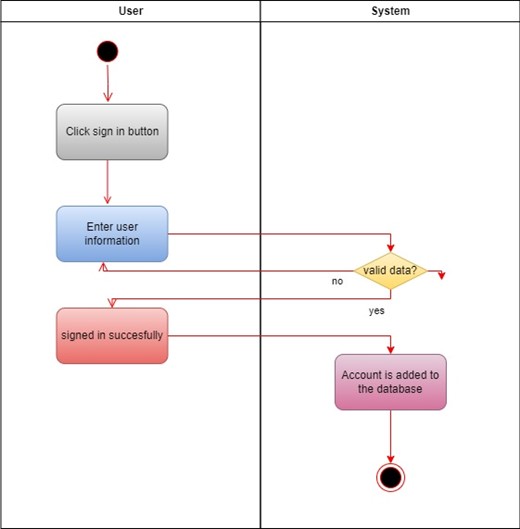 User
System
Click sign in button
Enter user
information
valid data?
no
yes
signed in succesfully
Account is added to
the database